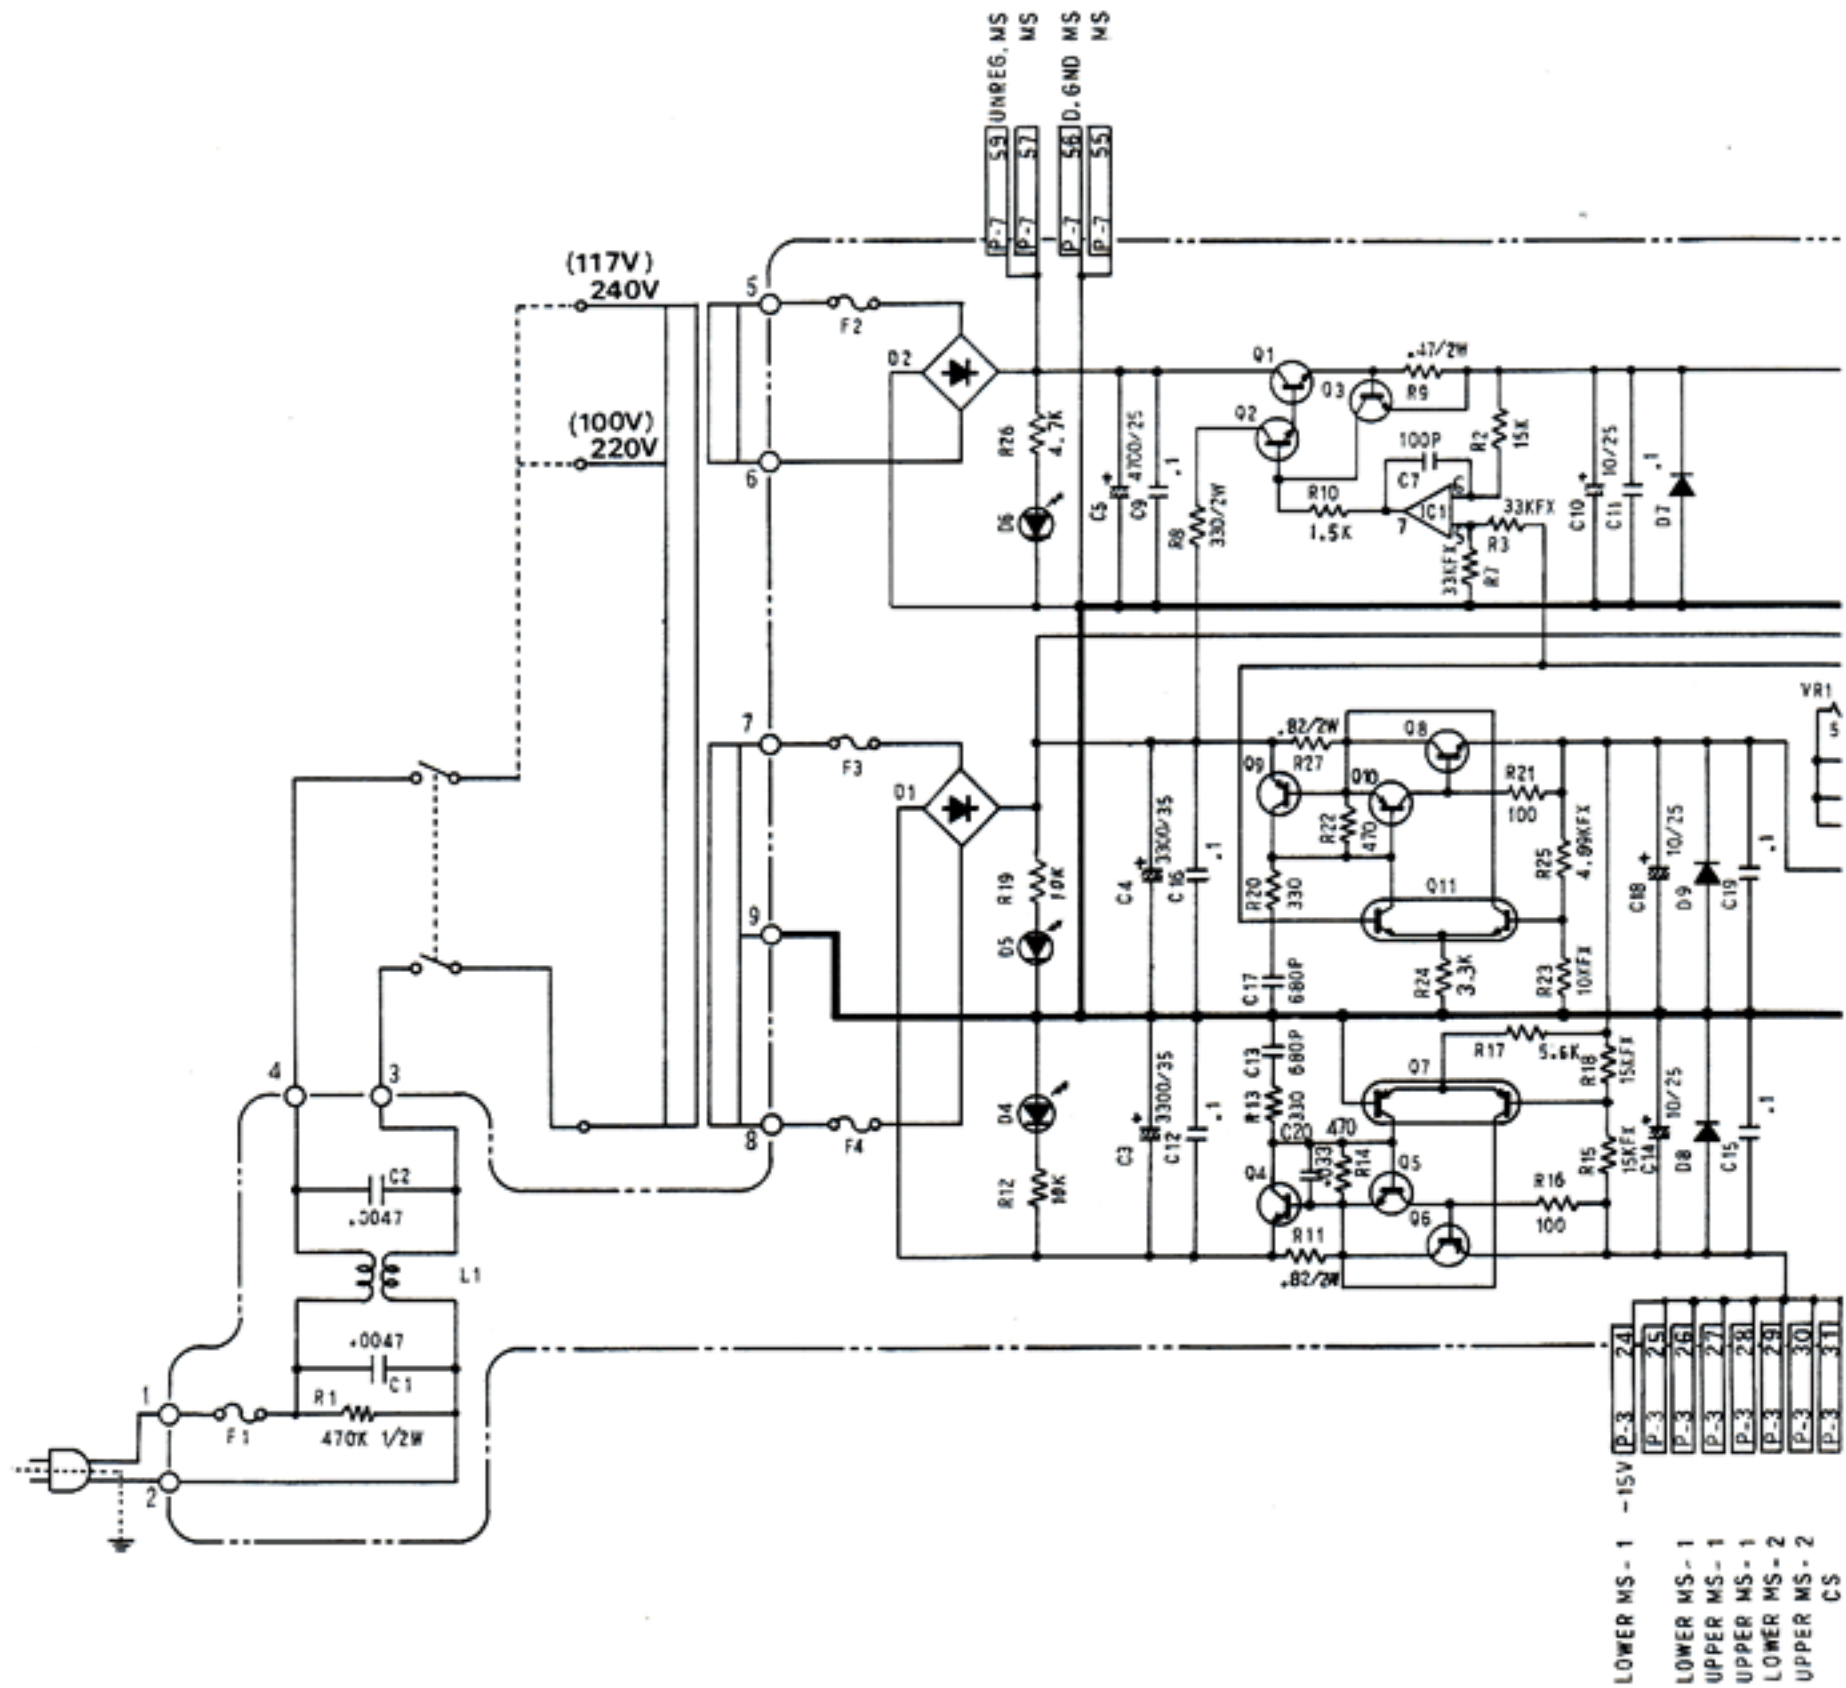 UNREG. MS
MS
D.GND MS
MS
P-7 59
P-7 57
P-7 56
P-7 55
(117V)
240V
(100V)
220V
5
F2
6
D2
R26
4.7K
D6
C5
4700/25
+
C9
.1
R8
330/2W
Q1
Q2
Q3
.47/2W
R9
R2
15K
100P
C7
R10
1.5K
IC1
7
6
5
33KFX
R3
33KFX
R7
C10
+
10/25
C11
.1
D7
VR1
7
F3
D1
9
8
F4
R19
10K
D5
D4
R12
10K
C4
+
3300/35
C16
.1
C3
+
3300/35
C12
.1
.82/2W
R27
Q9
Q10
Q8
R22
470
R21
100
R20
330
Q11
R25
4.99KFX
C17
680P
R24
3.3K
R23
10KFX
C18
+
10/25
D9
C19
.1
C13
680P
R13
330
R17
5.6K
Q7
R18
15KFX
C20
.033
470
R14
Q4
Q5
Q6
R11
.82/2W
R16
100
R15
15KFX
C14
+
10/25
D8
C15
.1
4
3
C2
.0047
L1
.0047
C1
R1
470K 1/2W
1
F1
2
P-3 24
P-3 25
P-3 26
P-3 27
P-3 28
P-3 29
P-3 30
P-3 31
LOWER MS-1 -15V
LOWER MS-1
UPPER MS-1
UPPER MS-1
LOWER MS-2
UPPER MS-2
CS